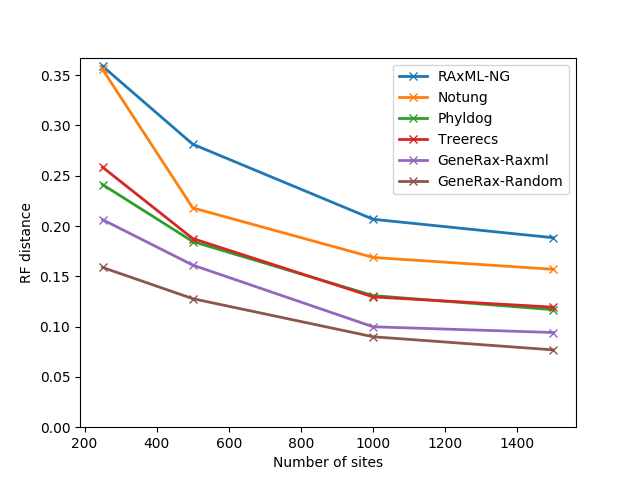 RAxML-NG
Notung
Phyldog
Treerecs
GeneRax-Raxml
GeneRax-Random
RF distance
0.35
0.30
0.25
0.20
0.15
0.10
0.05
0.00
200 400 600 800 1000 1200 1400
Number of sites